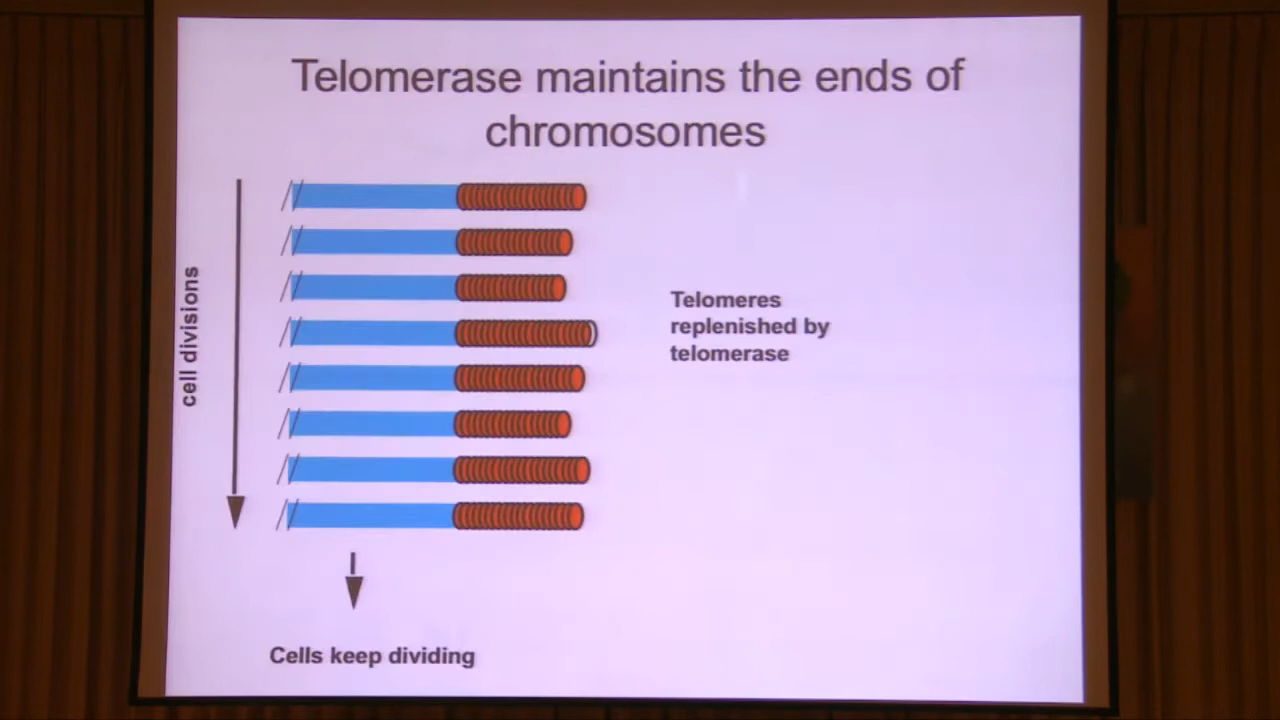 Telomerase maintains the ends of
chromosomes
cell divisions
Telomeres
replenished by
telomerase
Cells keep dividing